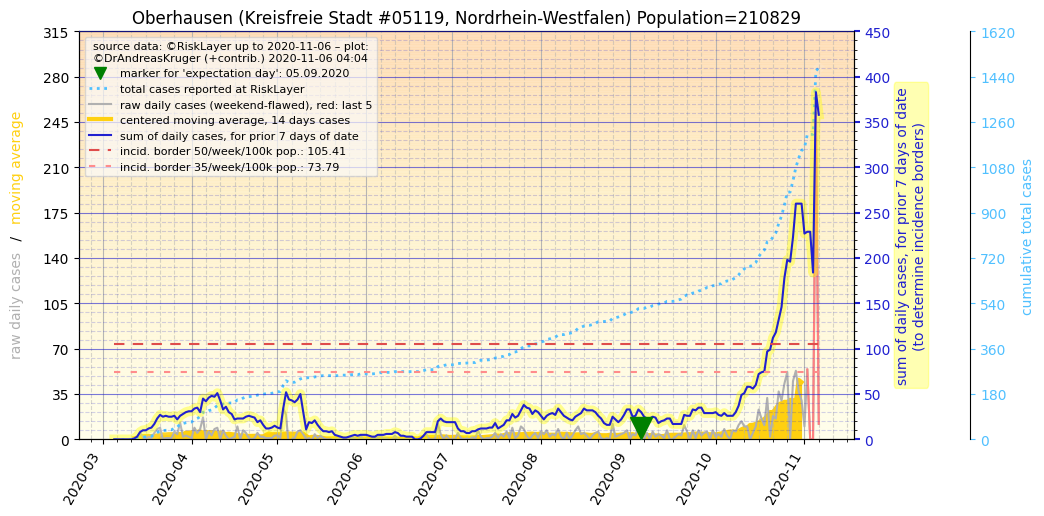 Oberhausen (Kreisfreie Stadt #05119, Nordrhein-Westfalen) Population=210829
source data: ©RiskLayer up to 2020-11-06 – plot:
©DrAndreasKruger (+contrib.) 2020-11-06 04:04
marker for 'expectation day': 05.09.2020
total cases reported at RiskLayer
raw daily cases (weekend-flawed), red: last 5
centered moving average, 14 days cases
sum of daily cases, for prior 7 days of date
incid. border 50/week/100k pop.: 105.41
incid. border 35/week/100k pop.: 73.79
raw daily cases / moving average
315
280
245
210
175
140
105
70
35
0
2020-03
2020-04
2020-05
2020-06
2020-07
2020-08
2020-09
2020-10
2020-11
450
400
350
300
250
200
150
100
50
0
sum of daily cases, for prior 7 days of date
(to determine incidence borders)
1620
1440
1260
1080
900
720
540
360
180
0
cumulative total cases